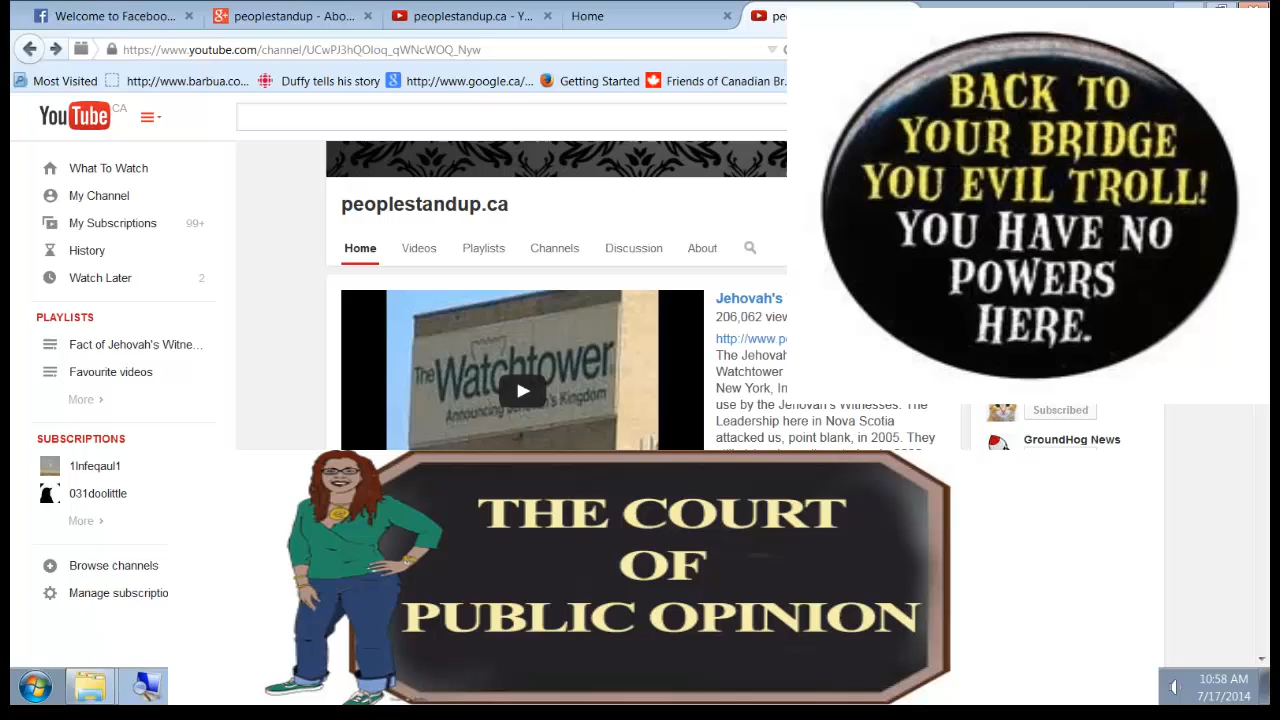 Welcome to Faceboo...
peoplestandup - Abo...
peoplestandup - Y...
Home
https://www.youtube.com/channel/
Most Visited
http://www.barbua.co...
Duffy tells his story
http://www.google.ca/...
Getting Started
Friends of Canadian Br...
BACK TO
YOUR BRIDGE
YOU EVIL TROLL!
YOU HAVE NO
POWERS
HERE.
YouTube CA
What To Watch
My Channel
My Subscriptions 99+
History
Watch Later 2
PLAYLISTS
Fact of Jehovah's Witne...
Favourite videos
More >
SUBSCRIPTIONS
1Infeqaul1
031doolittle
More >
Browse channels
Manage subscriptio
peoplestandup.ca
Home Videos Playlists Channels Discussion About
The Watchtower
Announcing Kingdom
Jehovah's
206,062 view
http://www.p
The Jehovah
Watchtower
New York, In
use by the Jehovah's Witnesses. The
Leadership here in Nova Scotia
attacked us, point blank, in 2005. They
Subscribed
GroundHog News
THE COURT
OF
PUBLIC OPINION
10:58 AM
7/17/2014